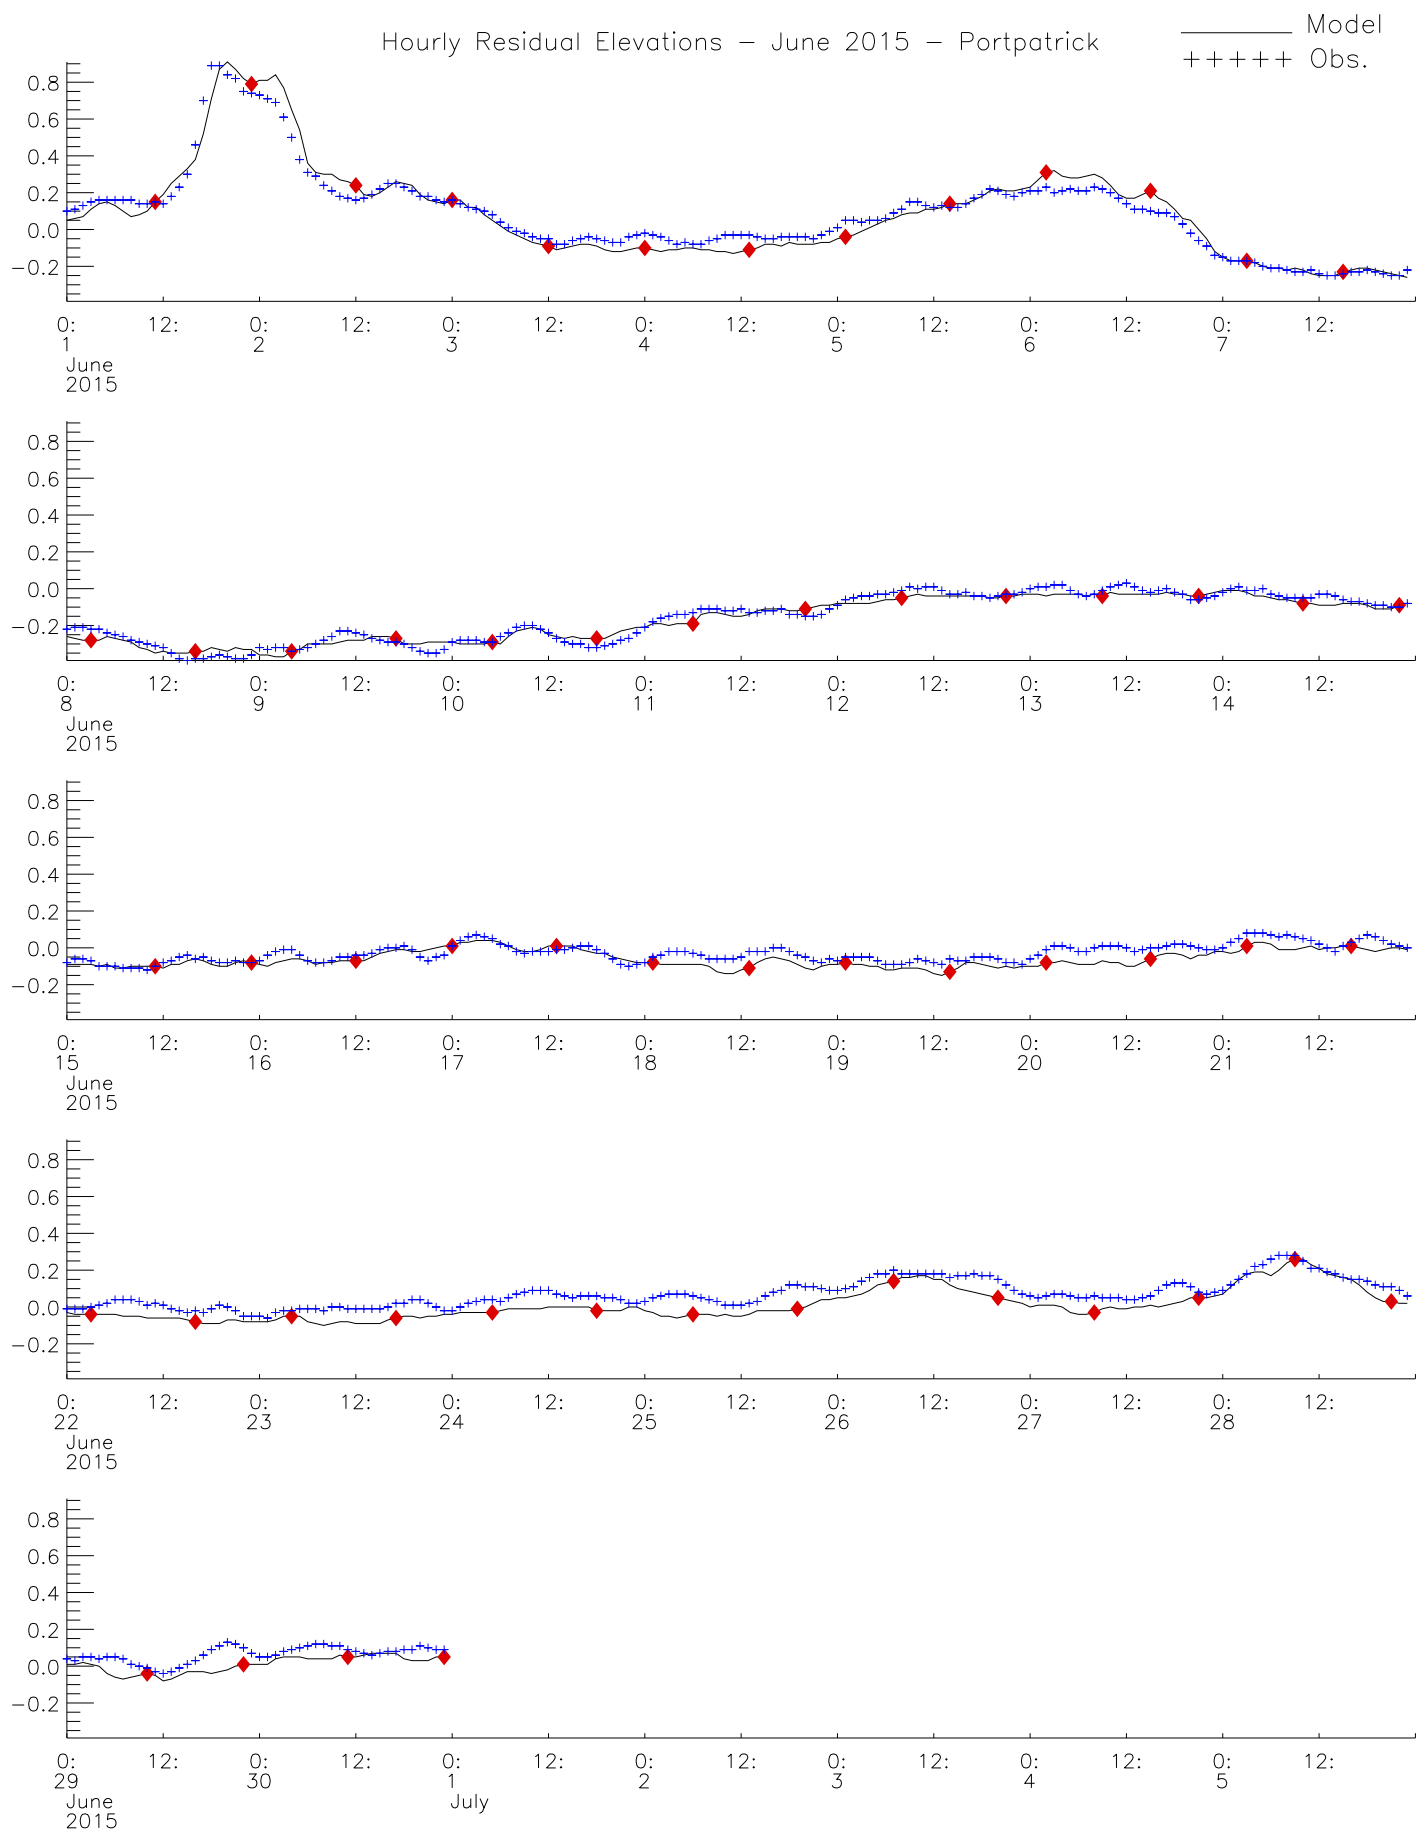 Hourly Residual Elevations – June 2015 – Portpatrick
Model
+++++ Obs.
0.8
0.6
0.4
0.2
0.0
−0.2
0: 12: 0: 12: 0: 12: 0: 12: 0: 12: 0: 12: 0: 12:
1 2 3 4 5 6 7
June
2015
0.8
0.6
0.4
0.2
0.0
−0.2
0: 12: 0: 12: 0: 12: 0: 12: 0: 12: 0: 12: 0: 12:
8 9 10 11 12 13 14
June
2015
0.8
0.6
0.4
0.2
0.0
−0.2
0: 12: 0: 12: 0: 12: 0: 12: 0: 12: 0: 12: 0: 12:
15 16 17 18 19 20 21
June
2015
0.8
0.6
0.4
0.2
0.0
−0.2
0: 12: 0: 12: 0: 12: 0: 12: 0: 12: 0: 12: 0: 12:
22 23 24 25 26 27 28
June
2015
0.8
0.6
0.4
0.2
0.0
−0.2
0: 12: 0: 12: 0: 12: 0: 12: 0: 12: 0: 12: 0: 12:
29 30 1 2 3 4 5
June July
2015